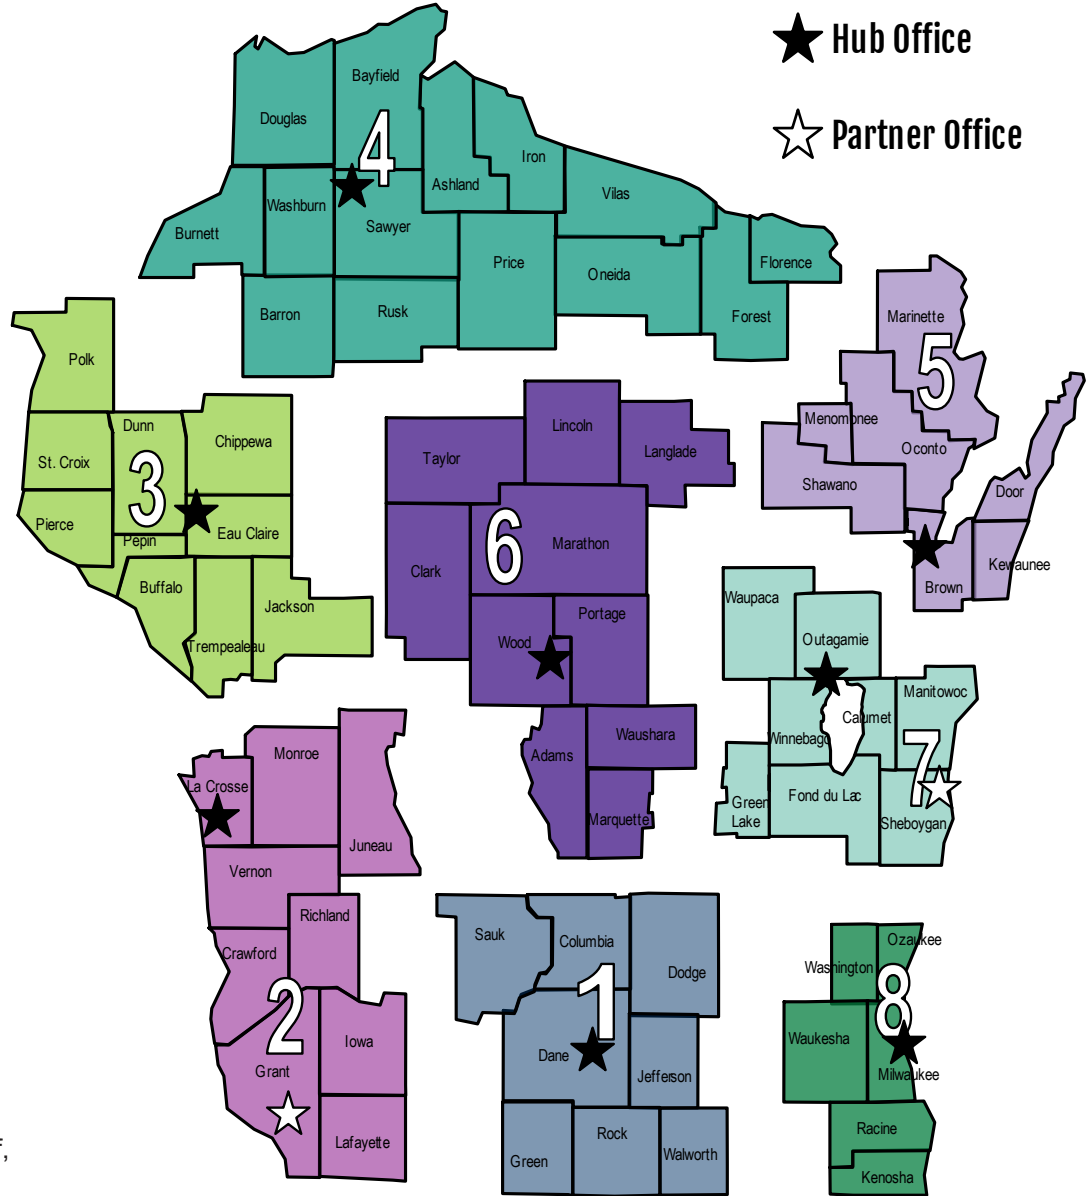 Hub Office
Partner Office
Bayfield
Douglas
4
Iron
Ashland
Vilas
Washburn
Sawyer
Burnett
Price
Oneida
Florence
Barron
Rusk
Forest
Marinette
5
Menomonee
Oconto
Shawano
Door
Kewaunee
Brown
Polk
Dunn
Chippewa
St. Croix
3
Pierce
Eau Claire
Pepin
Buffalo
Jackson
Trempealeau
Lincoln
Langlade
Taylor
6
Marathon
Clark
Portage
Wood
Waushara
Adams
Marquette
Waupaca
Outagamie
Manitowoc
Calumet
Winnebago
7
Fond du Lac
Green
Lake
Sheboygan
Monroe
La Crosse
Juneau
Vernon
Richland
Crawford
2
Iowa
Grant
Lafayette
Sauk
Columbia
Dodge
1
Dane
Jefferson
Rock
Green
Walworth
Ozaukee
Washington
8
Waukesha
Milwaukee
Racine
Kenosha